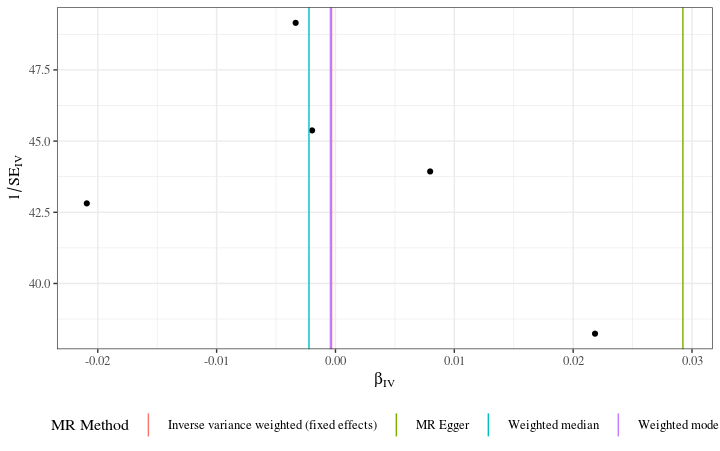 47.5
45.0
42.5
40.0
1/SE_IV
-0.02 -0.01 0.00 0.01 0.02 0.03
β_IV
MR Method Inverse variance weighted (fixed effects) MR Egger Weighted median Weighted mode